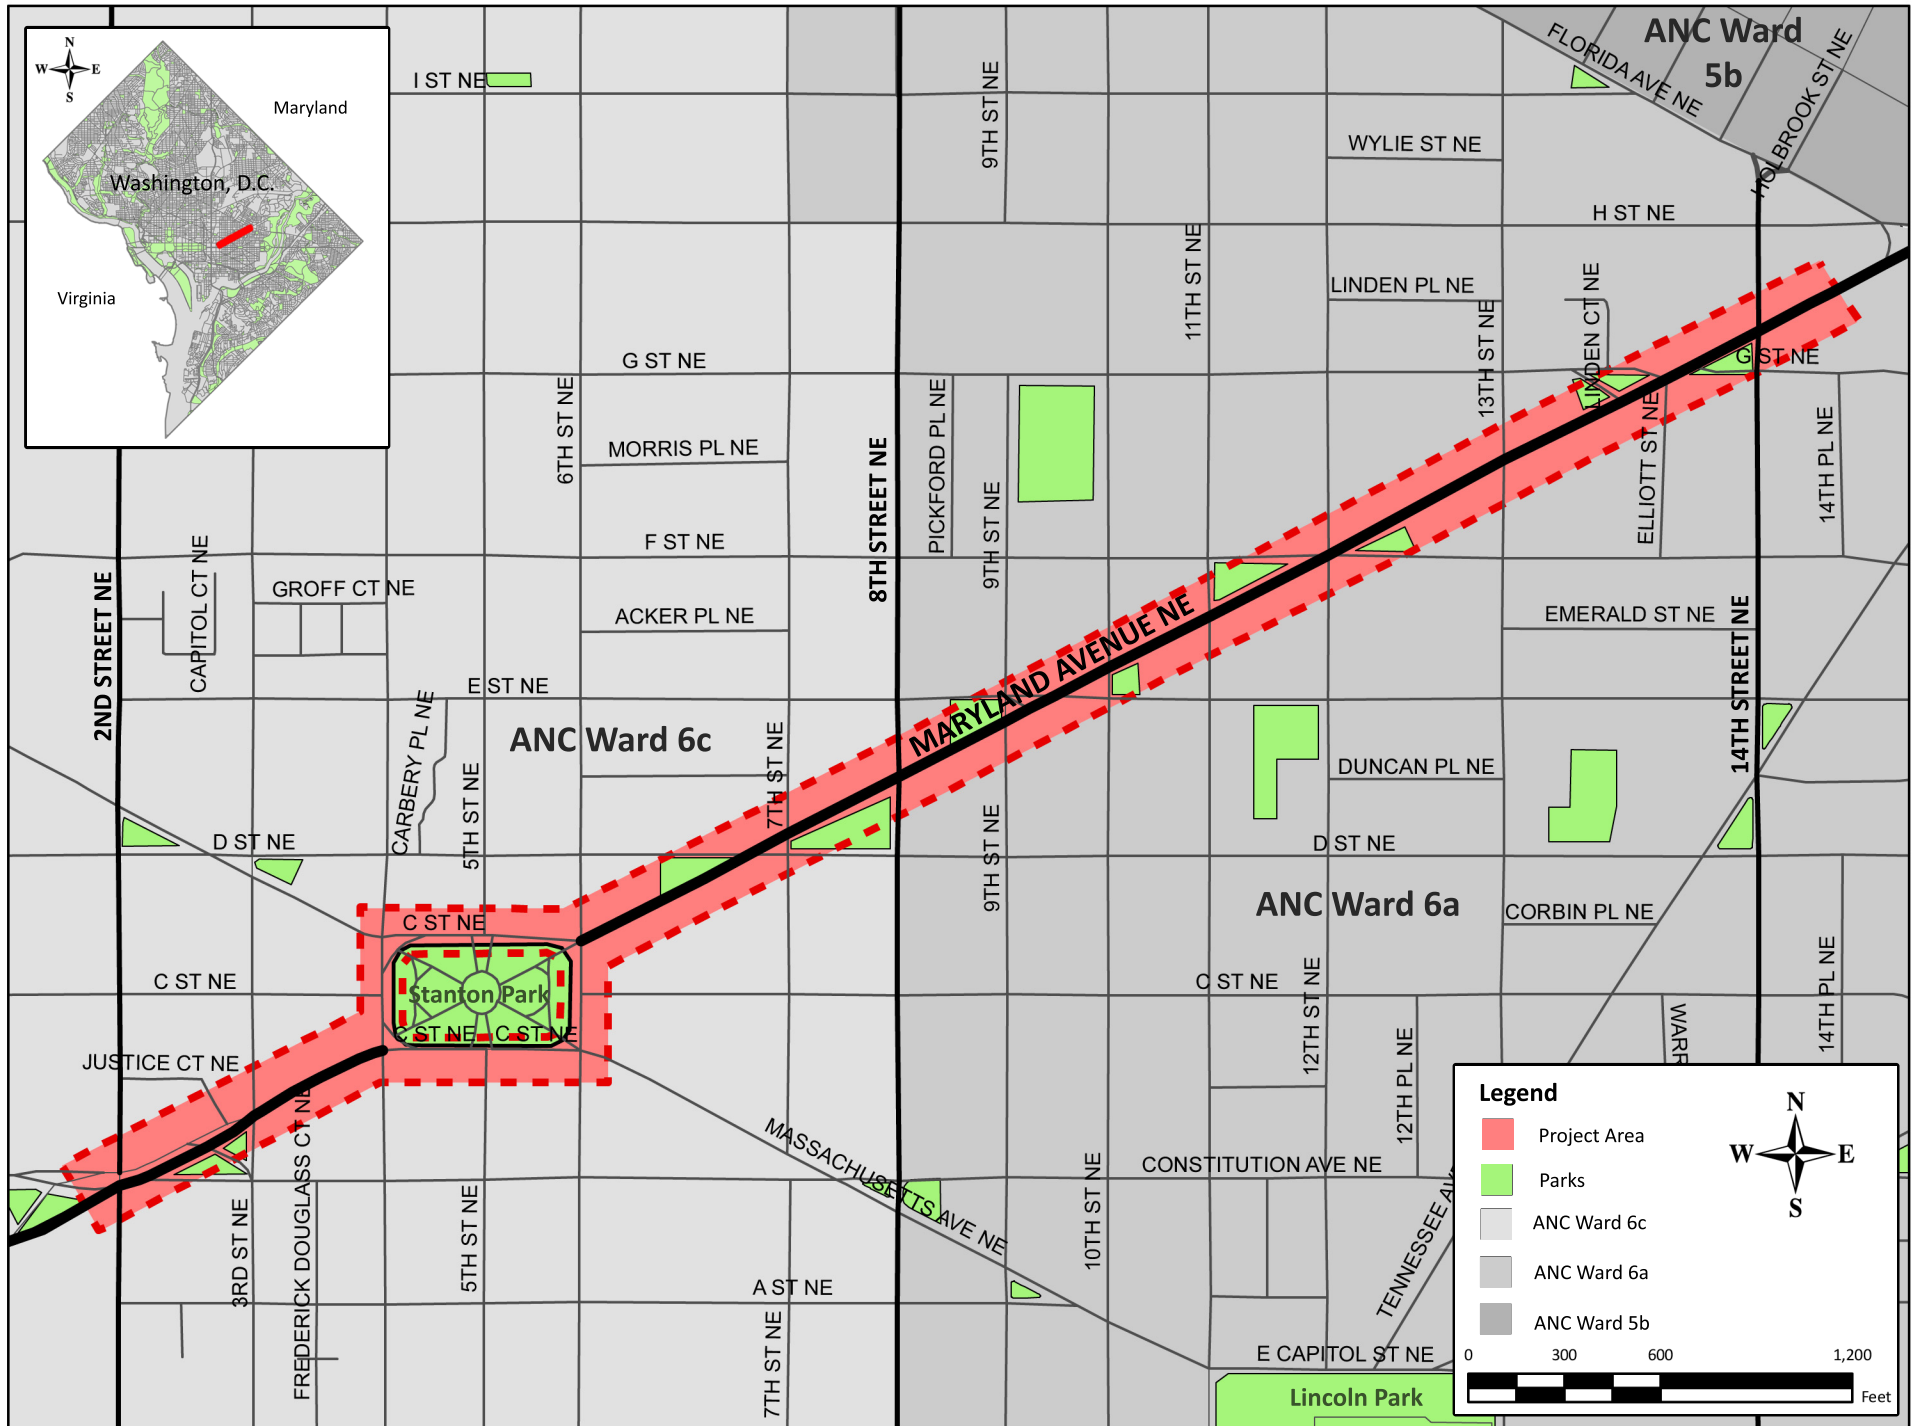 N
W E
S
Maryland
Washington, D.C.
Virginia
I ST NE
9TH ST NE
FLORIDA AVE NE
ANC Ward
5b
HOLBROOK ST NE
WYLIE ST NE
H ST NE
11TH ST NE
LINDEN PL NE
LINDEN CT NE
13TH ST NE
G ST NE
G ST NE
6TH ST NE
MORRIS PL NE
8TH STREET NE
PICKFORD PL NE
9TH ST NE
ELLIOTT ST NE
14TH PL NE
F ST NE
CAPITOL CT NE
GROFF CT NE
2ND STREET NE
ACKER PL NE
MARYLAND AVENUE NE
EMERALD ST NE
14TH STREET NE
E ST NE
CARBERY PL NE
ANC Ward 6c
7TH ST NE
5TH ST NE
DUNCAN PL NE
D ST NE
D ST NE
9TH ST NE
ANC Ward 6a
CORBIN PL NE
C ST NE
C ST NE
Stanton Park
C ST NE
C ST NE
C ST NE
12TH ST NE
14TH PL NE
12TH PL NE
WARR
JUSTICE CT NE
3RD ST NE
FREDERICK DOUGLASS CT NE
5TH ST NE
MASSACHUSETTS AVE NE
CONSTITUTION AVE NE
10TH ST NE
TENNESSEE AV
A ST NE
7TH ST NE
E CAPITOL ST NE
Lincoln Park
Legend
Project Area
Parks
ANC Ward 6c
ANC Ward 6a
ANC Ward 5b
N
W E
S
0 300 600 1,200
Feet